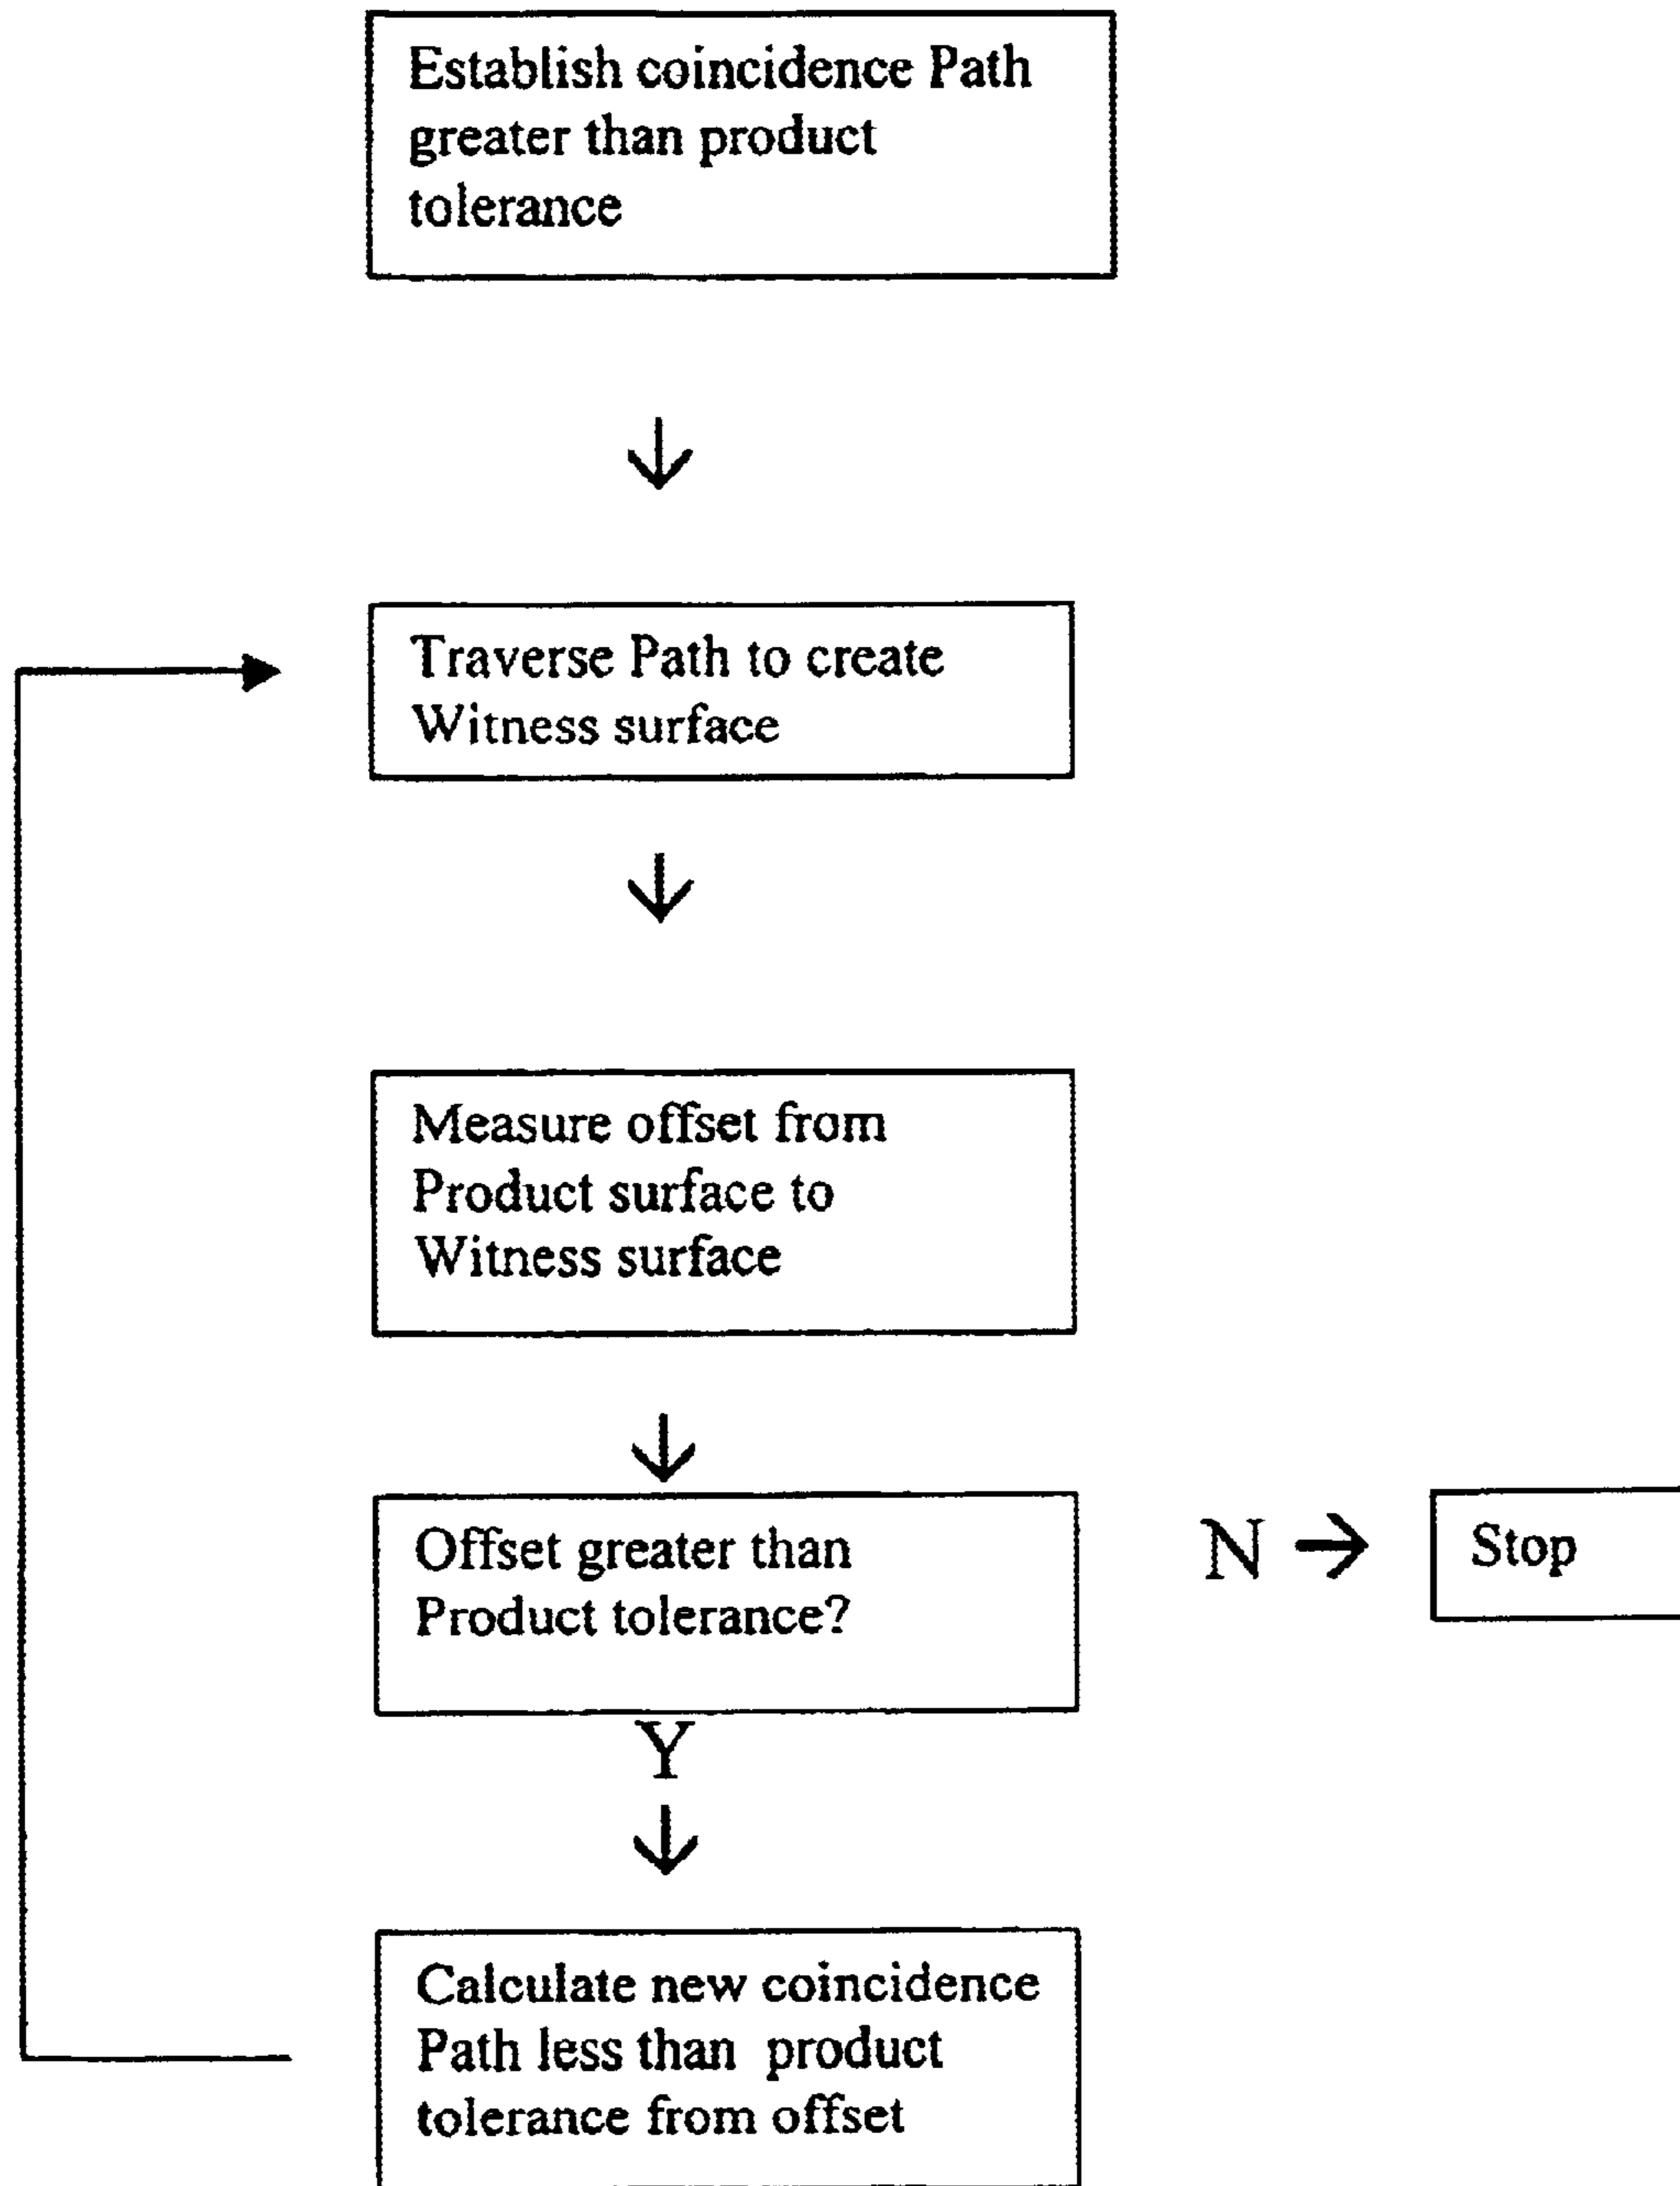 Establish coincidence Path
greater than product
tolerance
Traverse Path to create
Witness surface
Measure offset from
Product surface to
Witness surface
Offset greater than
Product tolerance?
N → Stop
Y
Calculate new coincidence
Path less than product
tolerance from offset